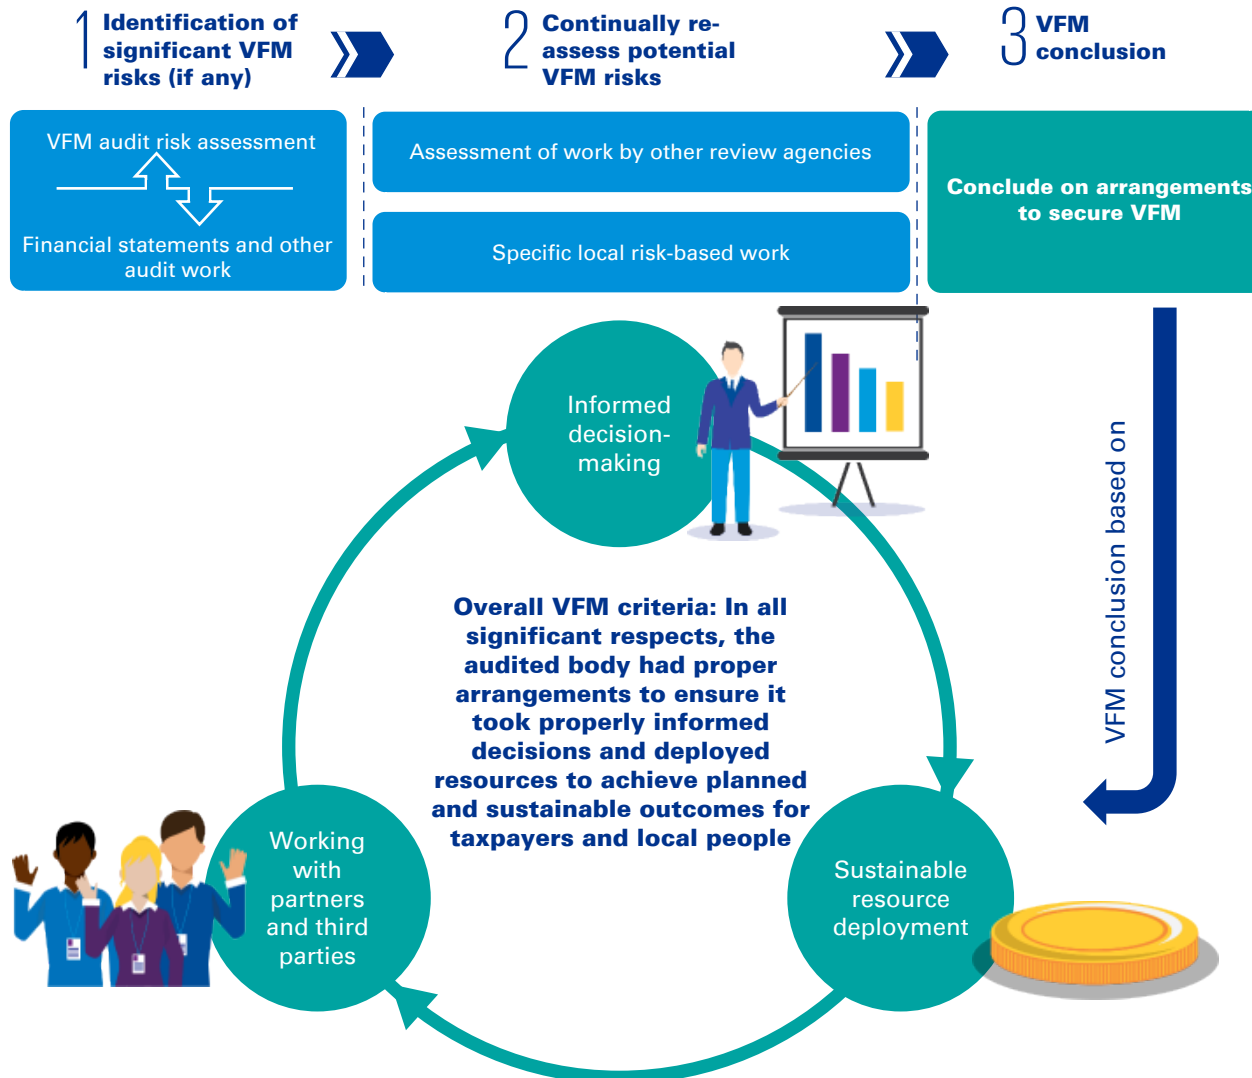 1 Identification of
significant VFM
risks (if any)
2 Continually re-
assess potential
VFM risks
3 VFM
conclusion
VFM audit risk assessment
Financial statements and other
audit work
Assessment of work by other review agencies
Specific local risk-based work
Conclude on arrangements
to secure VFM
Informed
decision-
making
VFM conclusion based on
Overall VFM criteria: In all
significant respects, the
audited body had proper
arrangements to ensure it
took properly informed
decisions and deployed
resources to achieve planned
and sustainable outcomes for
taxpayers and local people
Working
with
partners
and third
parties
Sustainable
resource
deployment